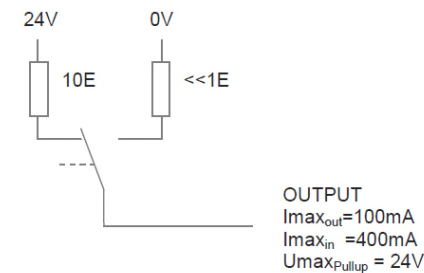 24V 0V
10E <<1E
OUTPUT
Imaxout=100mA
Imaxin =400mA
UmaxPullup = 24V